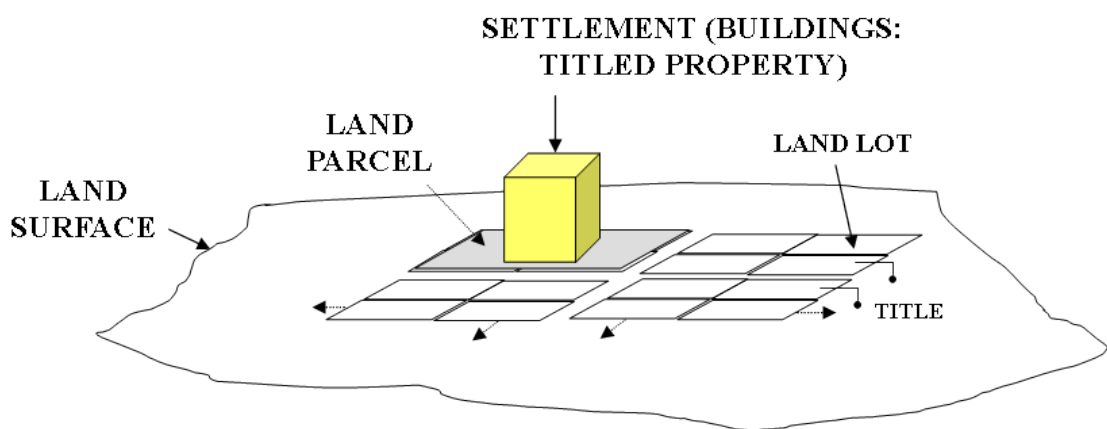 SETTLEMENT (BUILDINGS:
TITLED PROPERTY)
LAND
PARCEL
LAND LOT
LAND
SURFACE
TITLE